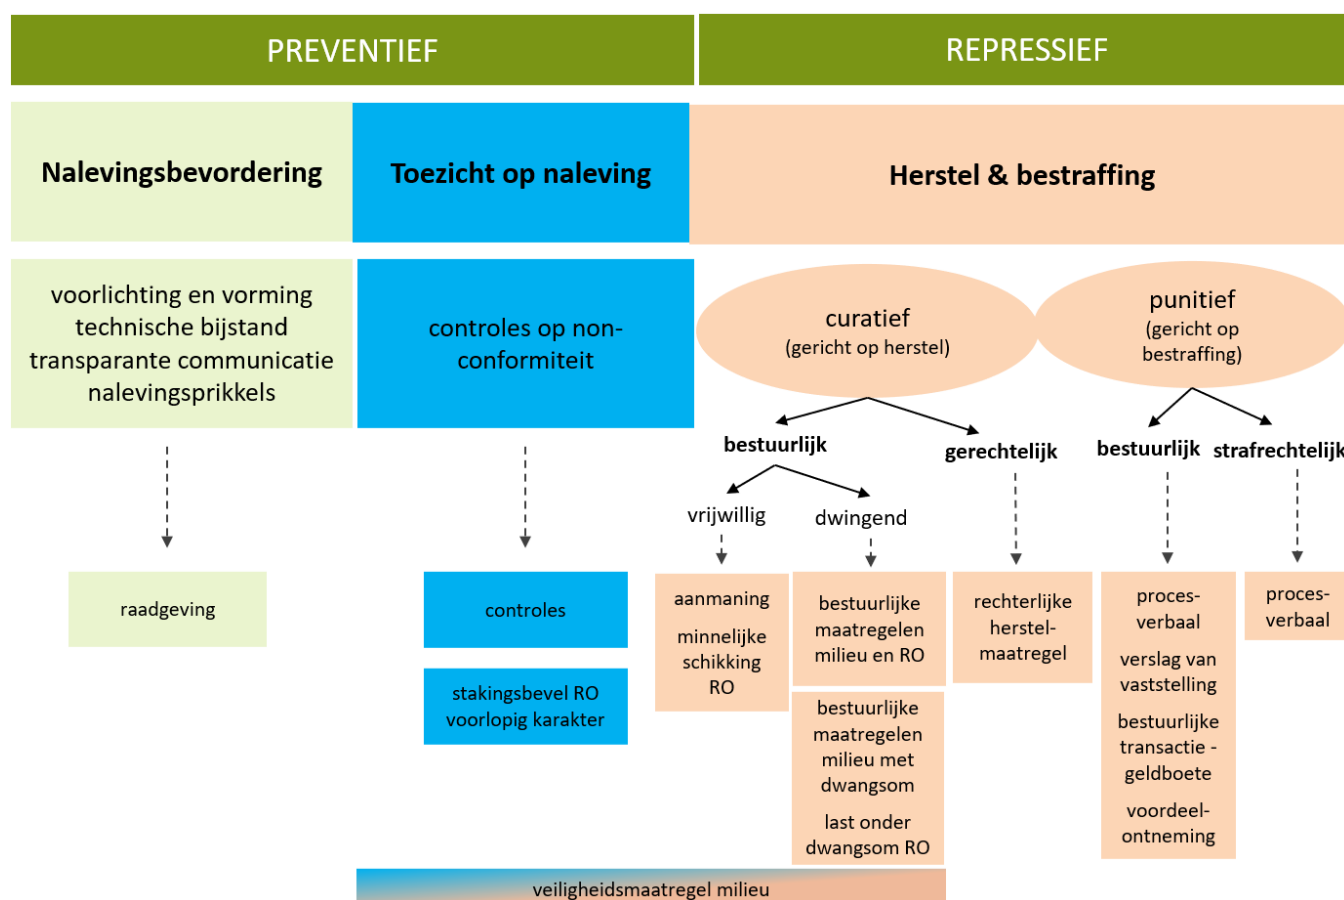 PREVENTIEF
REPRESSIEF
Nalevingsbevordering
Toezicht op naleving
Herstel & bestraffing
voorlichting en vorming
technische bijstand
transparante communicatie
nalevingsprikkels
controles op non-
conformiteit
curatief
(gericht op herstel)
punitief
(gericht op
bestraffing)
bestuurlijk
gerechtelijk
bestuurlijk
strafrechtelijk
vrijwillig
dwingend
raadgeving
controles
stakingsbevel RO
voorlopig karakter
aanmaning
minnelijke
schikking
RO
bestuurlijke
maatregelen
milieu en RO
bestuurlijke
maatregelen
milieu met
dwangsom
last onder
dwangsom RO
rechterlijke
herstel-
maatregel
proces-
verbaal
verslag van
vaststelling
bestuurlijke
transactie -
geldboete
voordeel-
ontneming
proces-
verbaal
veiligheidsmaatregel milieu